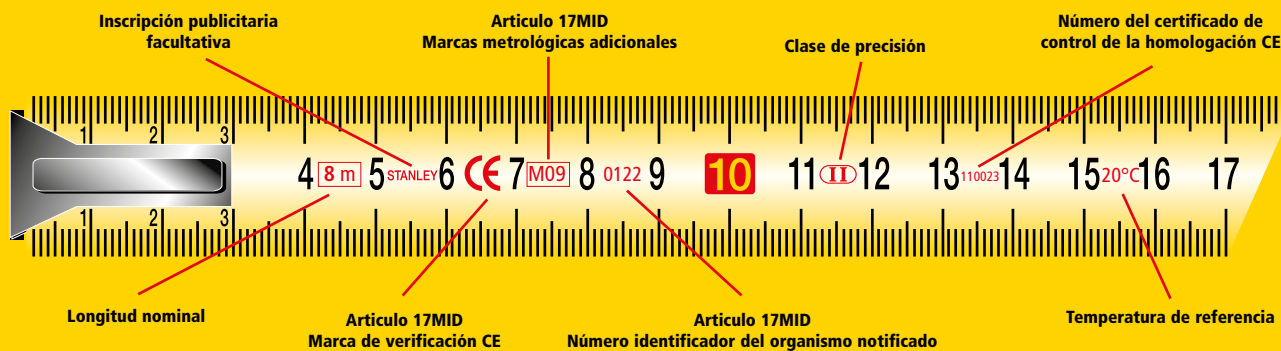 Inscripción publicitaria
facultativa
Articulo 17MID
Marcas metrológicas adicionales
Clase de precisión
Número del certificado de
control de la homologación CE
1 2 3
4 8 m 5 STANLEY 6 CE 7 M09 8 0122 9 10 11 II 12 13 110023 14 15 20°C 16 17
1 2 3
Longitud nominal
Articulo 17MID
Marca de verificación CE
Articulo 17MID
Número identificador del organismo notificado
Temperatura de referencia